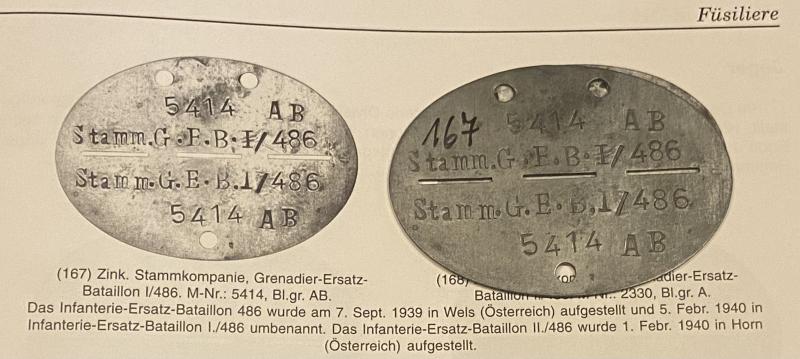 Füsiliere
5414 AB
Stamm.G.E.B.I/486
Stamm.G.E.B.I/486
5414 AB
167
5414 AB
Stamm.G.E.B.I/486
Stamm.G.E.B.I/486
5414 AB
(167) Zink. Stammkompanie, Grenadier-Ersatz-
Bataillon I/486. M-Nr.: 5414, Bl.gr. AB.
(168)
Bataillon 2330, Bl.gr. A.
Das Infanterie-Ersatz-Bataillon 486 wurde am 7. Sept. 1939 in Wels (Österreich) aufgestellt und 5. Febr. 1940 in
Infanterie-Ersatz-Bataillon I./486 umbenannt. Das Infanterie-Ersatz-Bataillon II./486 wurde 1. Febr. 1940 in Horn
(Österreich) aufgestellt.